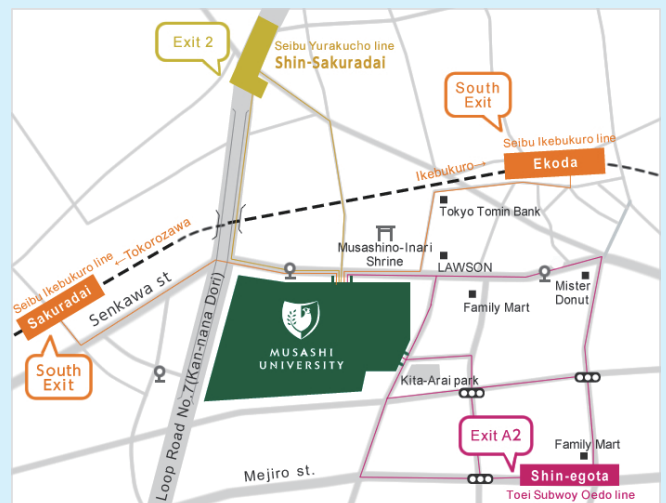 Exit 2
Seibu Yurakucho line
Shin-Sakuradai
South
Exit
Seibu Ikebukuro line
Ekoda
Ikebukuro→
Tokyo Tomin Bank
←Tokorozawa
Musashino-Inari
Shrine
LAWSON
Seibu Ikebukuro line
Sakuradai
Senkawa st
Mister
Donut
Family Mart
MUSASHI
UNIVERSITY
South
Exit
Loop Road No.7(Kan-nana Dori)
Kita-Arai park
Exit A2
Family Mart
Mejiro st.
Shin-egota
Toei Subwoy Oedo line